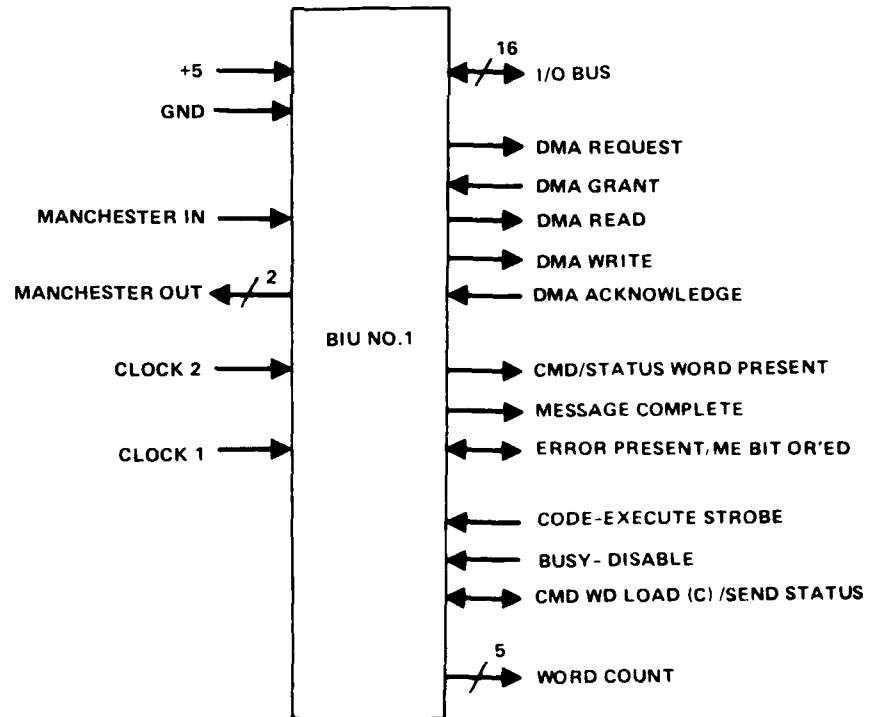 +5
GND
MANCHESTER IN
MANCHESTER OUT
2
CLOCK 2
CLOCK 1
BIU NO.1
16
I/O BUS
DMA REQUEST
DMA GRANT
DMA READ
DMA WRITE
DMA ACKNOWLEDGE
CMD/STATUS WORD PRESENT
MESSAGE COMPLETE
ERROR PRESENT, ME BIT OR'ED
CODE-EXECUTE STROBE
BUSY-DISABLE
CMD WD LOAD (C) /SEND STATUS
5
WORD COUNT